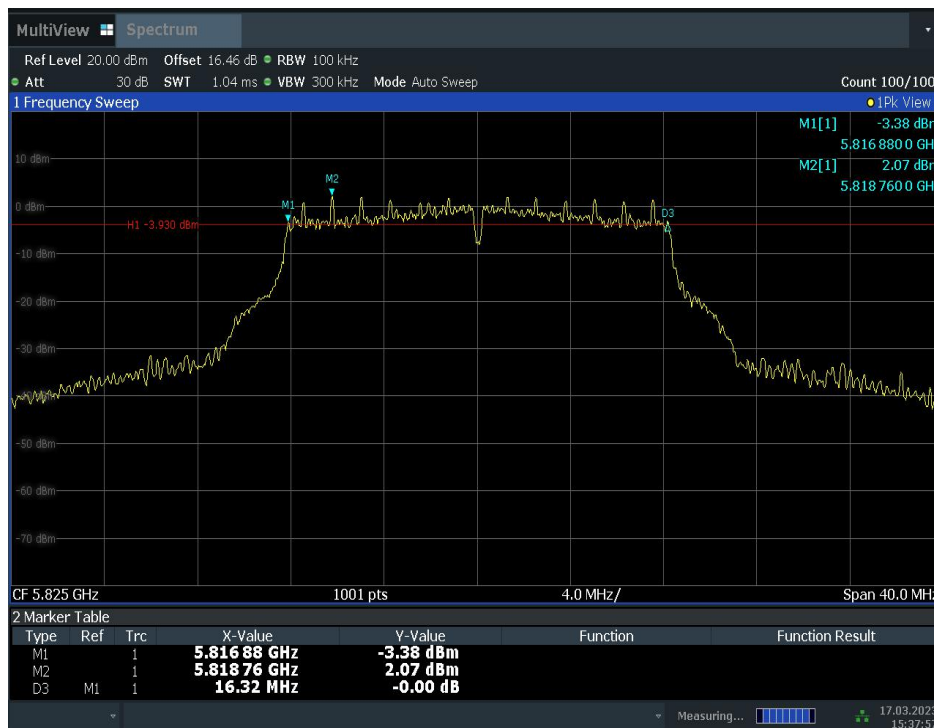 MultiView Spectrum
Ref Level 20.00 dBm Offset 16.46 dB RBW 100 kHz
Att 30 dB SWT 1.04 ms VBW 300 kHz Mode Auto Sweep Count 100/100
1 Frequency Sweep 1Pk View
M1[1] -3.38 dBm
5.816 880 0 GH
M2[1] 2.07 dBm
5.818 760 0 GH
10 dBm
M2
0 dBm
M1
D3
H1 -3.930 dBm
-10 dBm
-20 dBm
-30 dBm
-50 dBm
-60 dBm
-70 dBm
CF 5.825 GHz 1001 pts 4.0 MHz/ Span 40.0 MHz
2 Marker Table
Type Ref Trc X-Value Y-Value Function Function Result
M1 1 5.816 88 GHz -3.38 dBm
M2 1 5.818 76 GHz 2.07 dBm
D3 M1 1 16.32 MHz -0.00 dB
Measuring... 17.03.2023
15:37:57